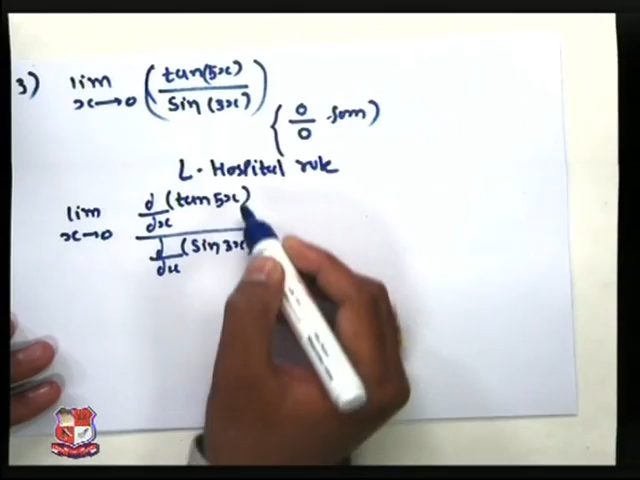 3) lim x→0 (tan(5x) / sin(3x))
{ 0/0 form )
L. Hospital rule
lim x→0 d/dx (tan 5x) / d/dx (sin 3x